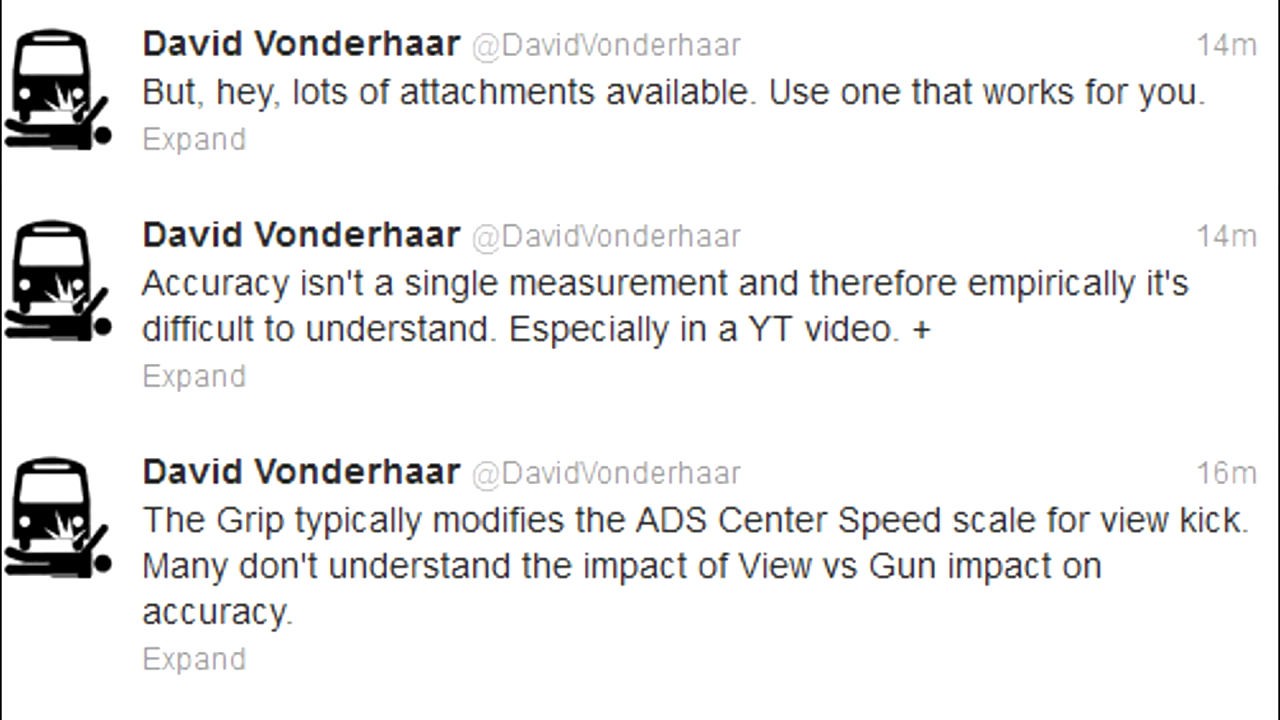 David Vonderhaar @DavidVonderhaar 14m
But, hey, lots of attachments available. Use one that works for you.
Expand
David Vonderhaar @DavidVonderhaar 14m
Accuracy isn't a single measurement and therefore empirically it's
difficult to understand. Especially in a YT video. +
Expand
David Vonderhaar @DavidVonderhaar 16m
The Grip typically modifies the ADS Center Speed scale for view kick.
Many don't understand the impact of View vs Gun impact on
accuracy.
Expand